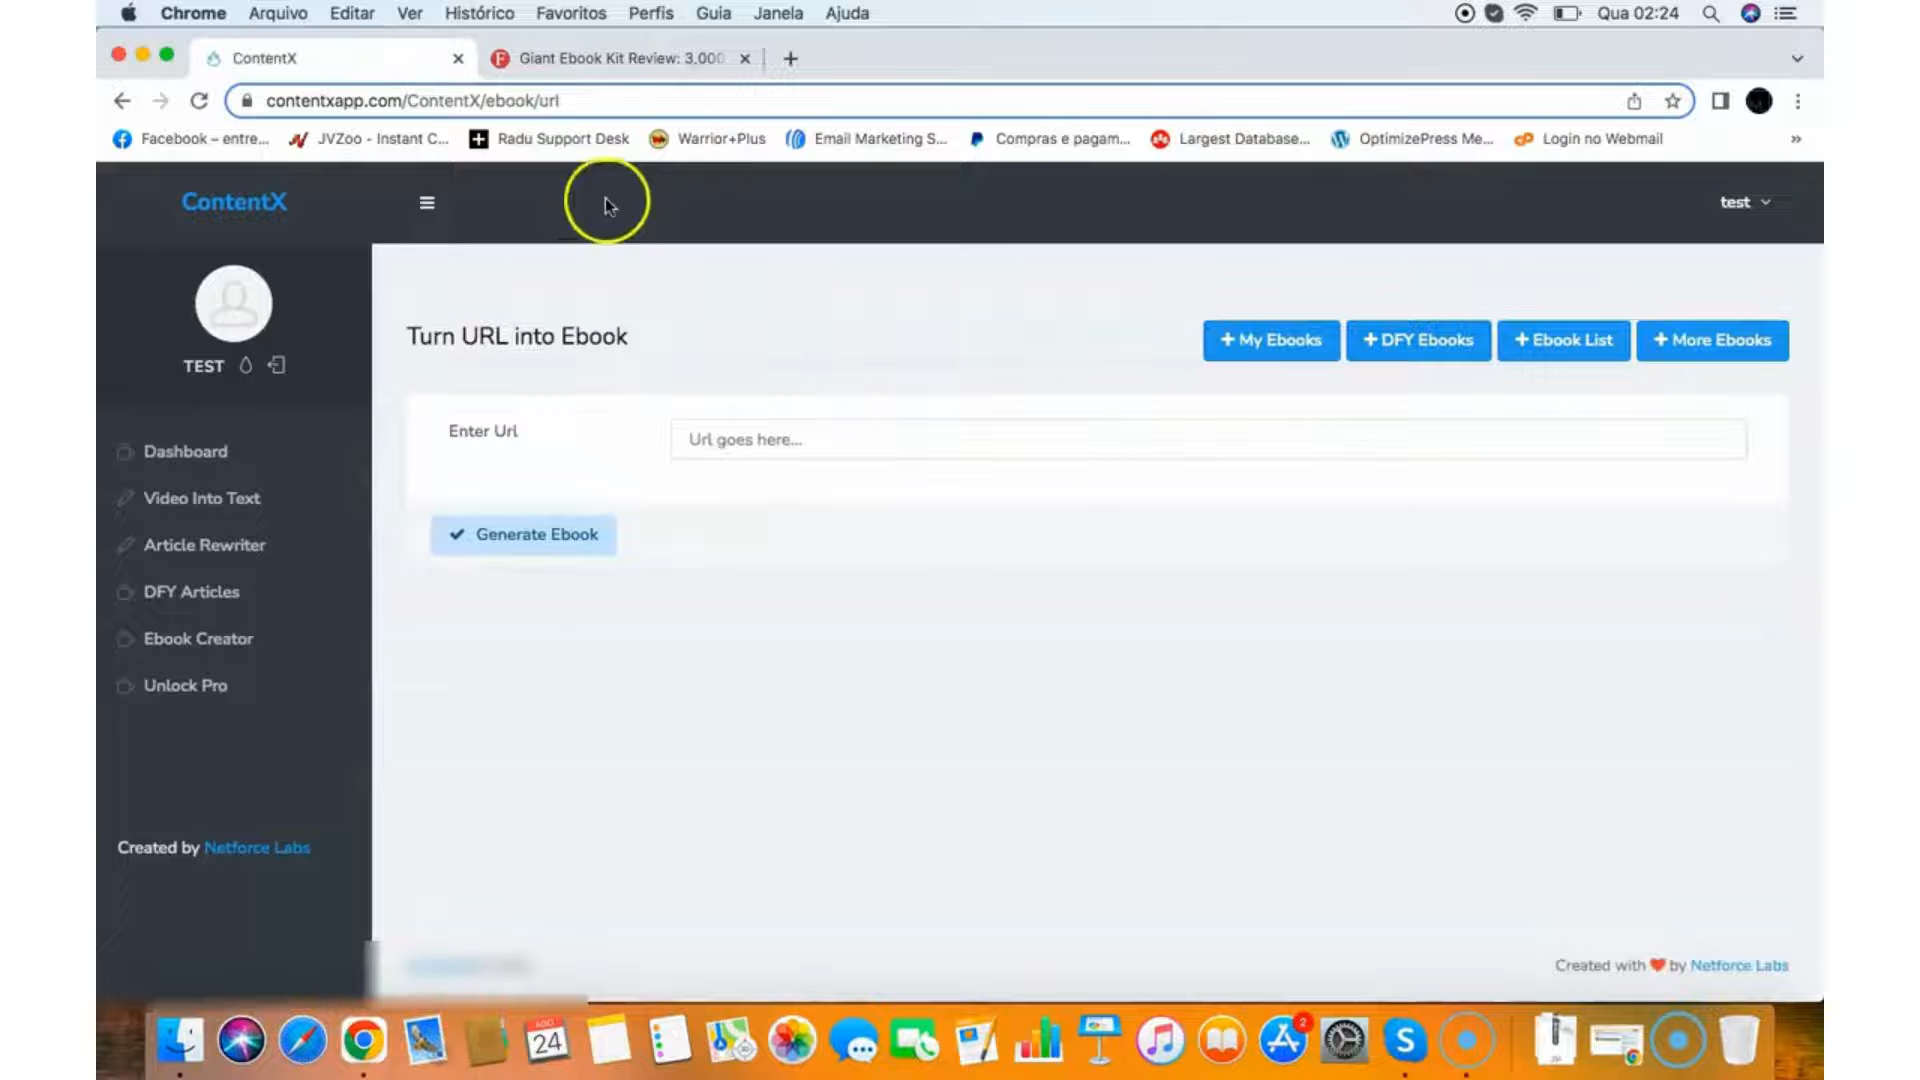 Chrome Arquivo Editar Ver Histórico Favoritos Perfis Guia Janela Ajuda Qua 02:24
ContentX Giant Ebook Kit Review: 3,000
contentxapp.com/ContentX/ebook/url
Facebook – entre... JVZoo - Instant C... Radu Support Desk Warrior+Plus Email Marketing S... Compras e pagam... Largest Database... OptimizePress Me... Login no Webmail »
ContentX test
Turn URL into Ebook + My Ebooks + DFY Ebooks + Ebook List + More Ebooks
TEST
Enter Url Url goes here...
Dashboard
Video Into Text
Generate Ebook
Article Rewriter
DFY Articles
Ebook Creator
Unlock Pro
Created by Netforce Labs
Created with ❤ by Netforce Labs
24
2